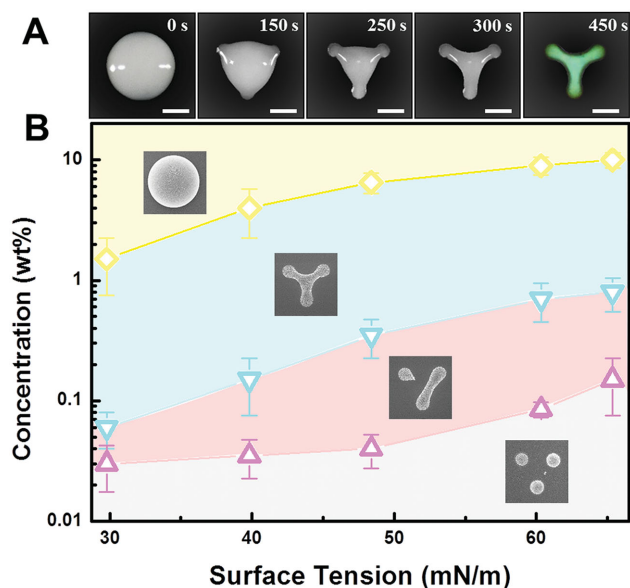 A
0 s
150 s
250 s
300 s
450 s
B
10
1
0.1
0.01
Concentration (wt%)
30
40
50
60
Surface Tension (mN/m)